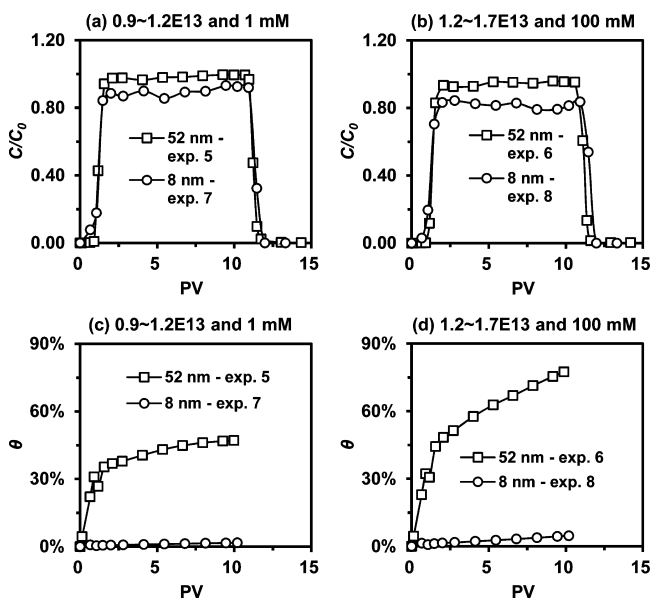 (a) 0.9~1.2E13 and 1 mM
1.20
0.80
0.40
0.00
C/C0
52 nm -
exp. 5
8 nm -
exp. 7
0
5
10
15
PV
(b) 1.2~1.7E13 and 100 mM
1.20
0.80
0.40
0.00
C/C0
52 nm -
exp. 6
8 nm -
exp. 8
0
5
10
15
PV
(c) 0.9~1.2E13 and 1 mM
90%
60%
30%
0%
θ
52 nm - exp. 5
8 nm - exp. 7
0
5
10
15
PV
(d) 1.2~1.7E13 and 100 mM
90%
60%
30%
0%
θ
52 nm - exp. 6
8 nm - exp. 8
0
5
10
15
PV